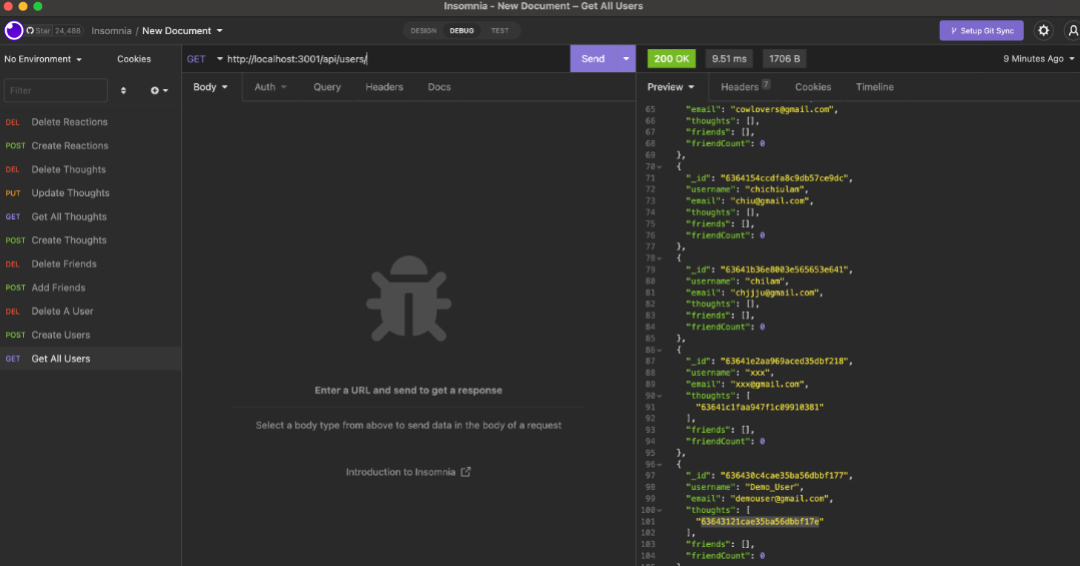 Insomnia - New Document – Get All Users
Star 24,488 Insomnia / New Document DESIGN DEBUG TEST Setup Git Sync
No Environment Cookies GET http://localhost:3001/api/users/ Send 200 OK 9.51 ms 1706 B 9 Minutes Ago
Filter Body Auth Query Headers Docs Preview Headers 7 Cookies Timeline
DEL Delete Reactions
POST Create Reactions
DEL Delete Thoughts
PUT Update Thoughts
GET Get All Thoughts
POST Create Thoughts
DEL Delete Friends
POST Add Friends
DEL Delete A User
POST Create Users
GET Get All Users
Enter a URL and send to get a response
Select a body type from above to send data in the body of a request
Introduction to Insomnia
65 "email": "cowlovers@gmail.com",
66 "thoughts": [],
67 "friends": [],
68 "friendCount": 0
69 },
70 {
71 "_id": "6364154ccdfa8c9db57ce9dc",
72 "username": "chichiulam",
73 "email": "chiu@gmail.com",
74 "thoughts": [],
75 "friends": [],
76 "friendCount": 0
77 },
78 {
79 "_id": "63641b36e8003e565653e641",
80 "username": "chilam",
81 "email": "chjjju@gmail.com",
82 "thoughts": [],
83 "friends": [],
84 "friendCount": 0
85 },
86 {
87 "_id": "63641e2aa969aced35dbf218",
88 "username": "xxx",
89 "email": "xxx@gmail.com",
90 "thoughts": [
91 "63641c1faa947f1c09910381"
92 ],
93 "friends": [],
94 "friendCount": 0
95 },
96 {
97 "_id": "636430c4cae35ba56dbbf177",
98 "username": "Demo_User",
99 "email": "demouser@gmail.com",
100 "thoughts": [
101 "63643121cae35ba56dbbf17e"
102 ],
103 "friends": [],
104 "friendCount": 0